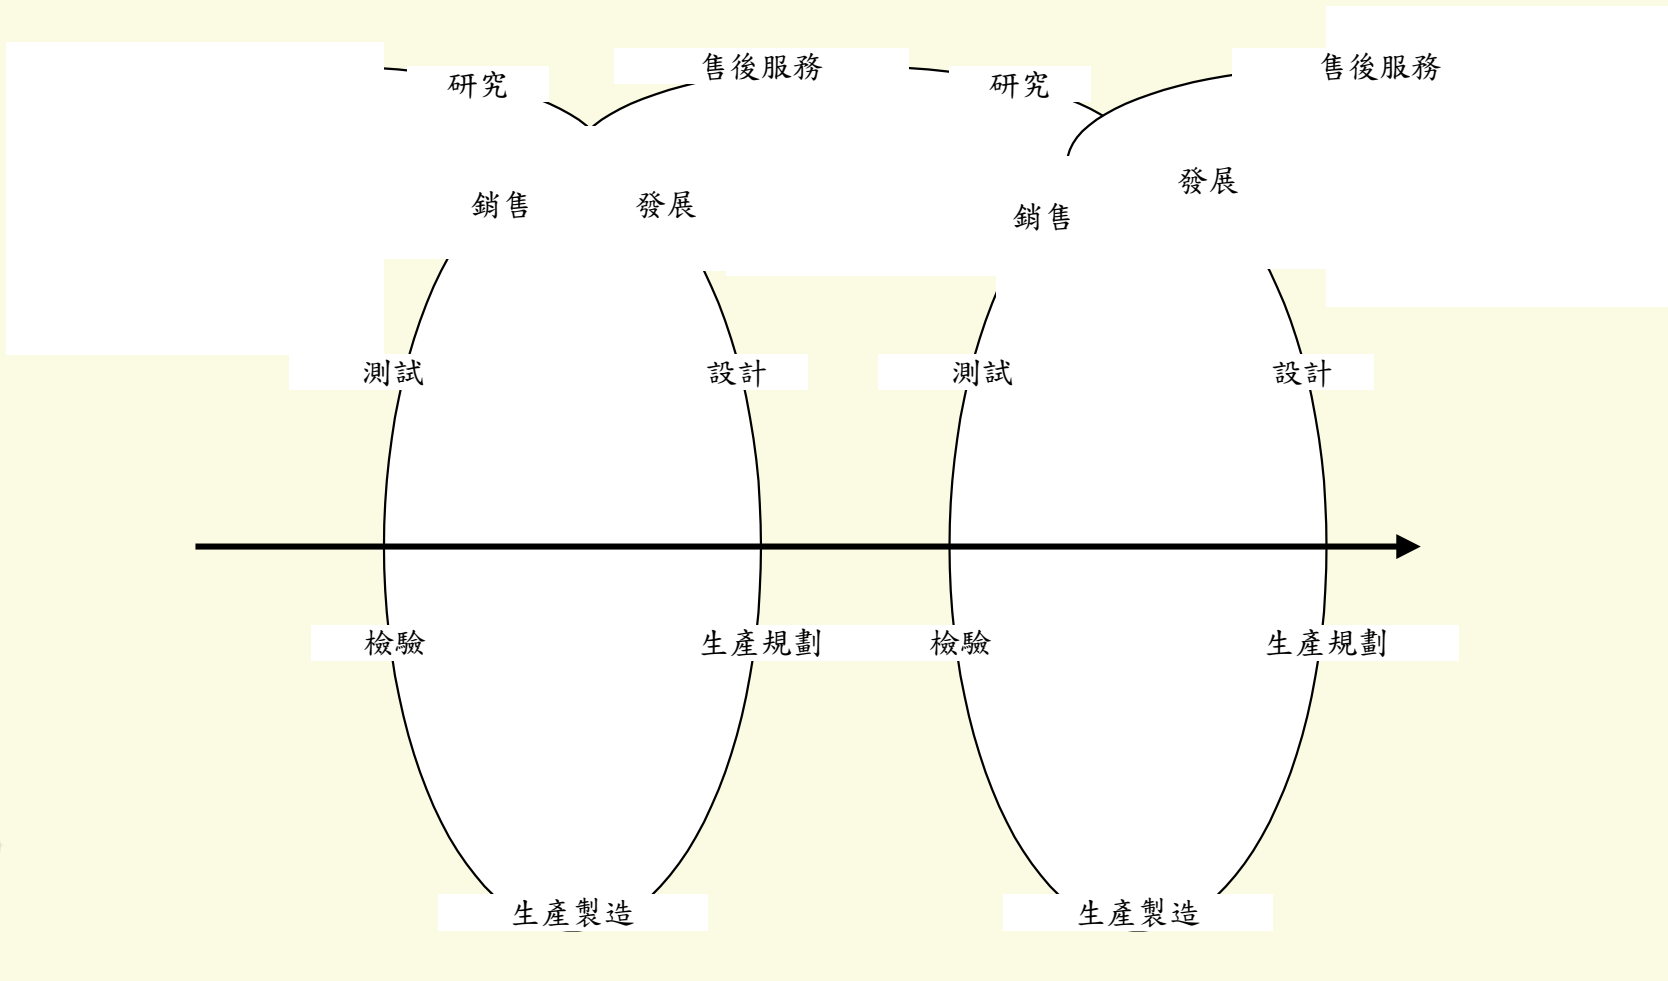 售後服務
售後服務
研究
研究
發展
銷售
發展
銷售
測試
設計
測試
設計
檢驗
生產規劃
檢驗
生產規劃
生產製造
生產製造